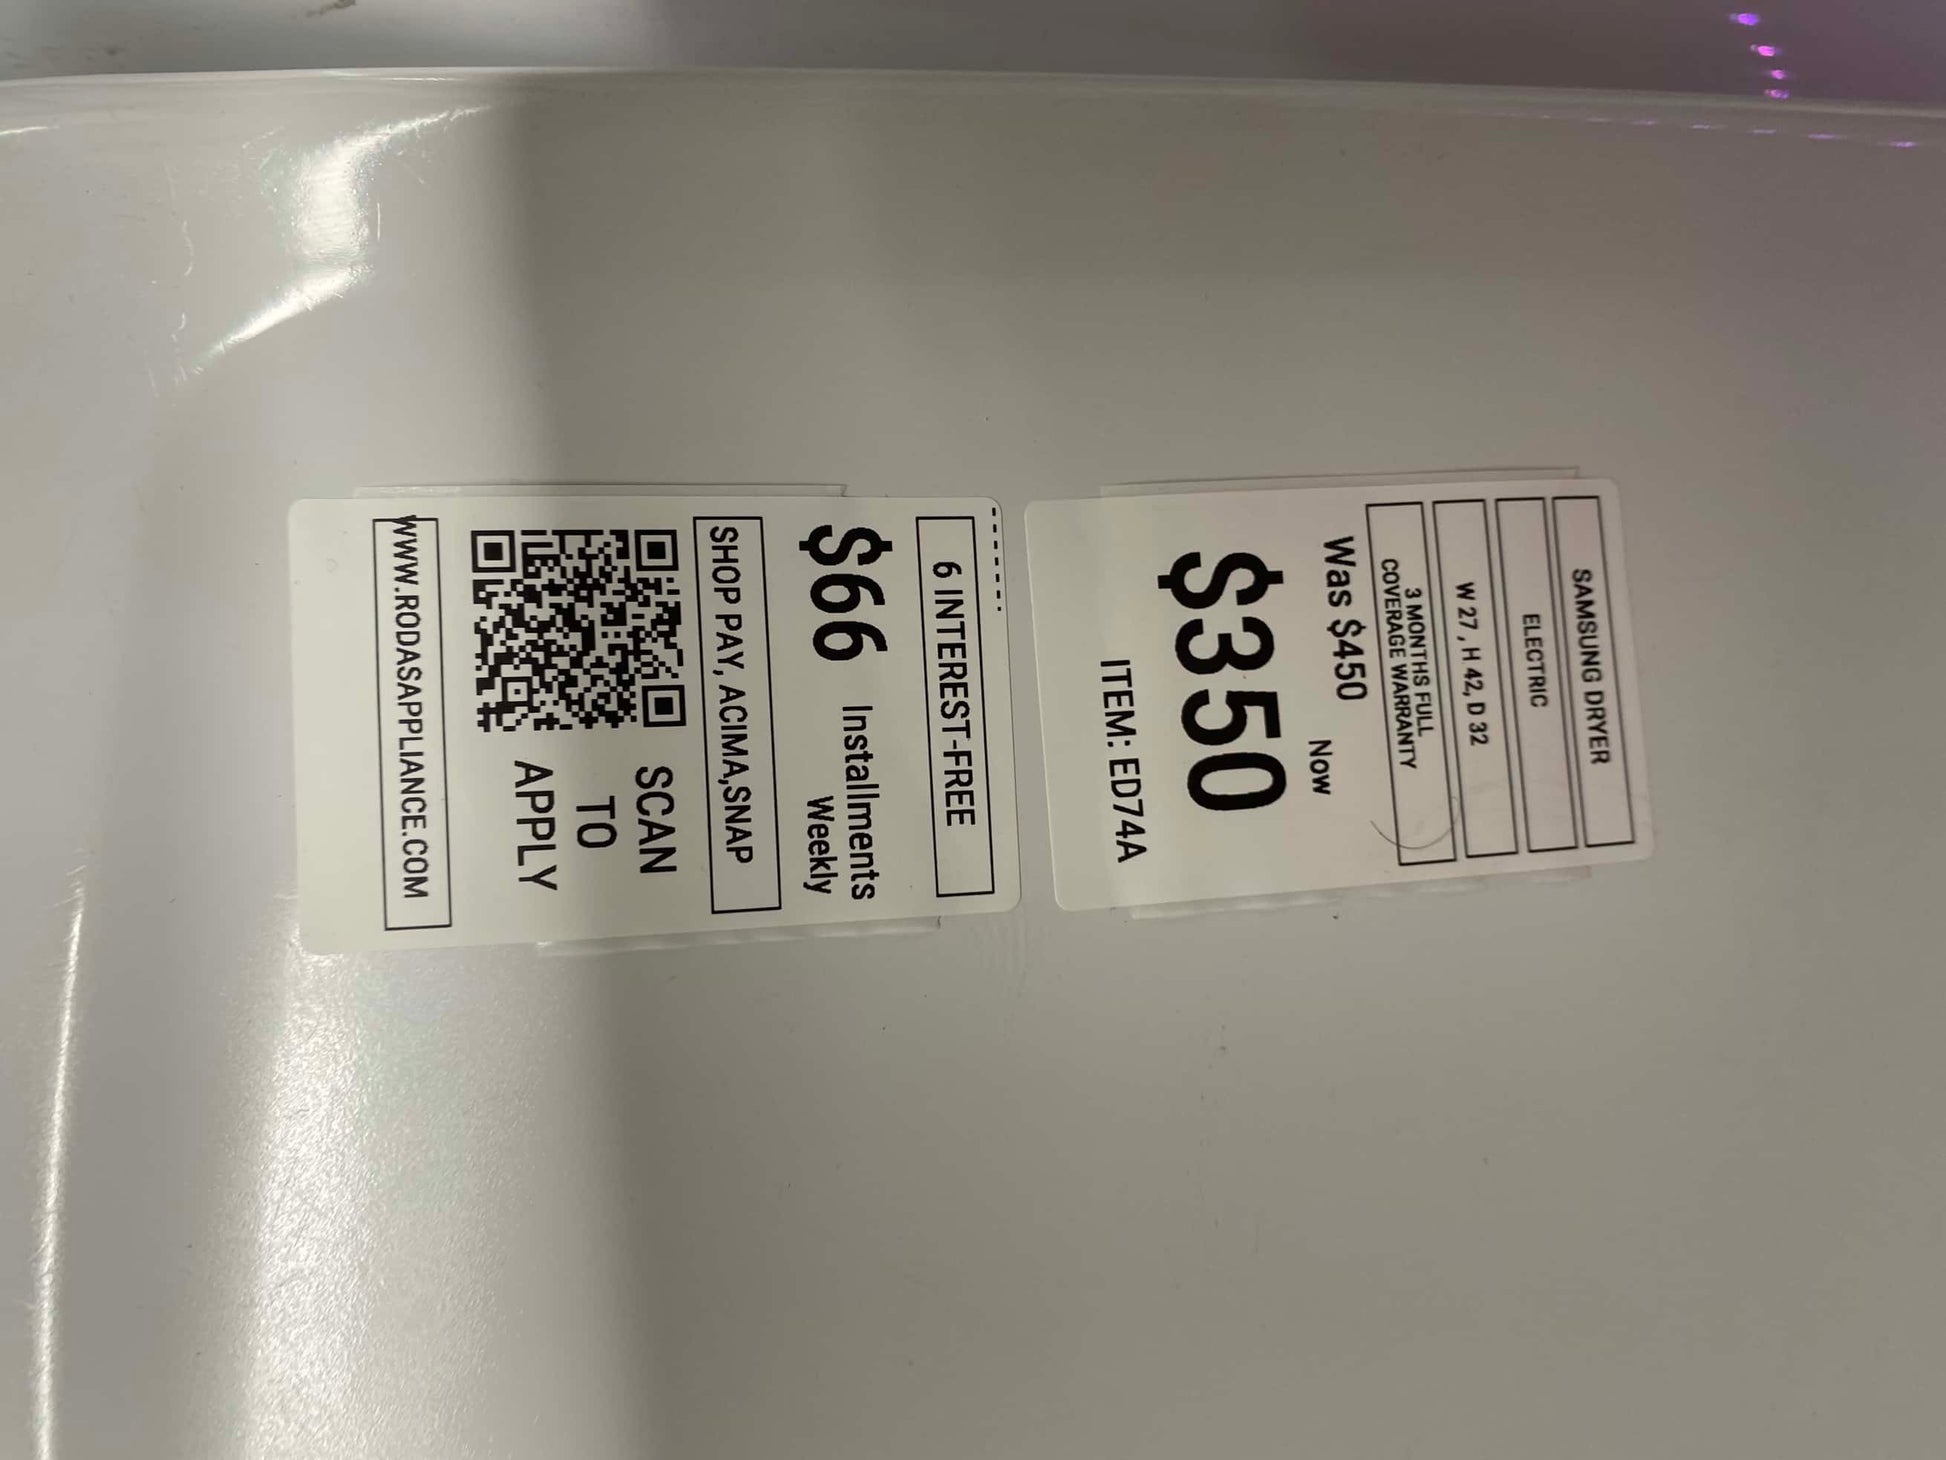 SAMSUNG DRYER
ELECTRIC
W 27 , H 42, D 32
3 MONTHS FULL
COVERAGE WARRANTY
Was $450
Now
$350
ITEM: ED74A
6 INTEREST-FREE
$66 Installments
Weekly
SHOP PAY, ACIMA,SNAP
SCAN
TO
APPLY
WWW.RODASAPPLIANCE.COM